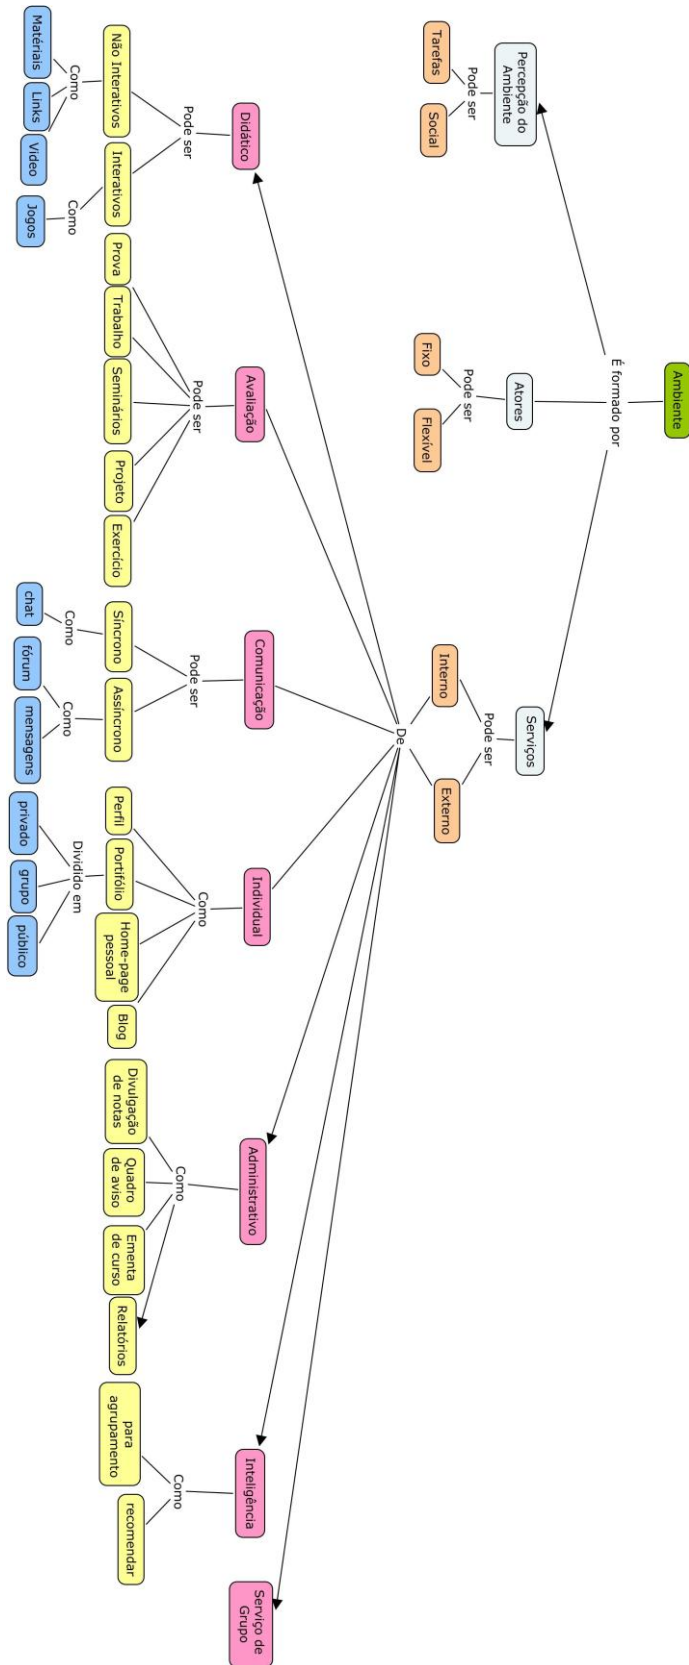 Ambiente
É formado por
Percepção do
Ambiente
Atores
Serviços
Pode ser
Pode ser
Pode ser
Tarefas
Social
Fixo
Flexível
Interno
Externo
De
Didático
Avaliação
Comunicação
Individual
Administrativo
Inteligência
Serviço de
Grupo
Pode ser
Pode ser
Pode ser
Como
Como
Como
Não Interativos
Interativos
Prova
Trabalho
Seminários
Projeto
Exercício
Síncrono
Assíncrono
Perfil
Portifólio
Home-page
pessoal
Blog
Divulgação
de notas
Quadro
de aviso
Ementa
de curso
Relatórios
para
agrupamento
recomendar
Como
Como
Como
Como
Dividido em
Matériais
Links
Vídeo
Jogos
chat
fórum
mensagens
privado
grupo
público